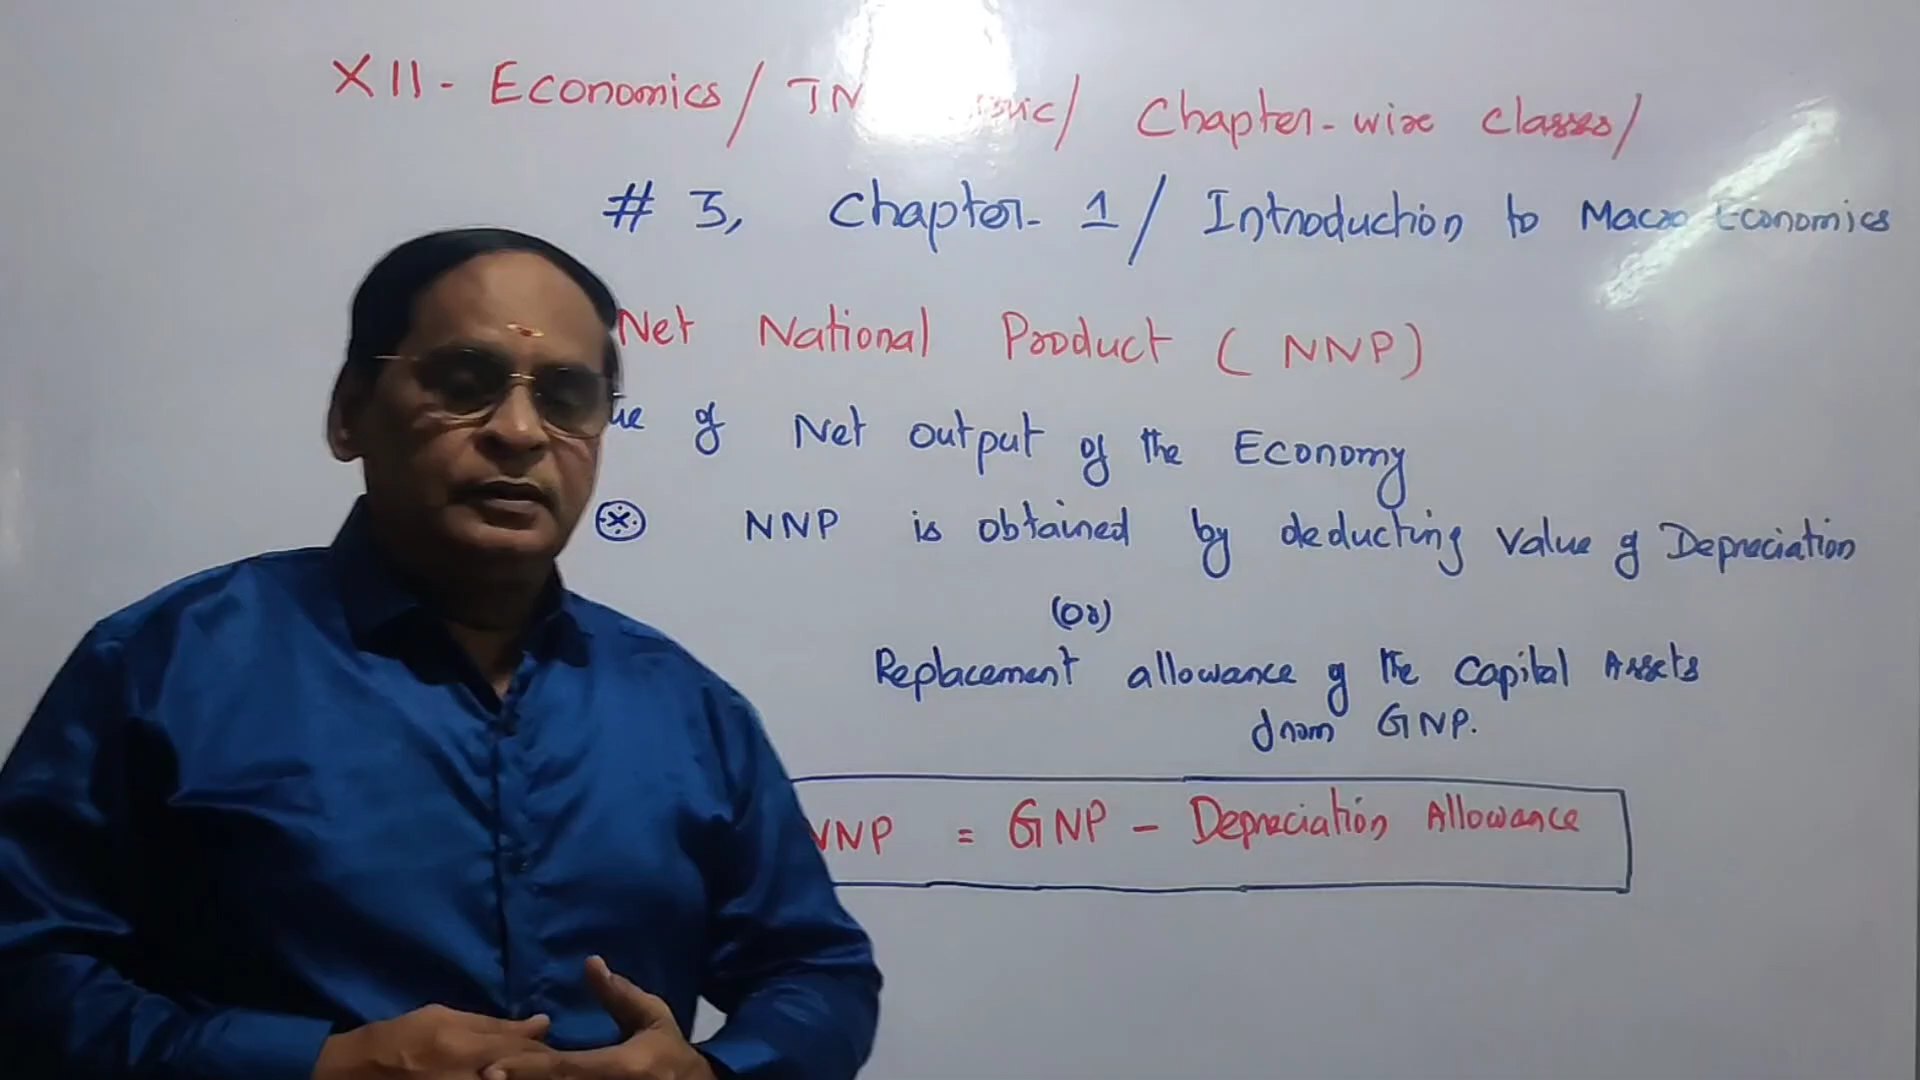 XII - Economics / TN / Chapter-wise classes /
# 3, Chapter - 1 / Introduction to Macro Economics
Net National Product ( NNP )
of Net output of the Economy
NNP is obtained by deducting value of Depreciation
(Or)
Replacement allowance of the Capital Assets
from GNP.
NNP = GNP - Depreciation Allowance